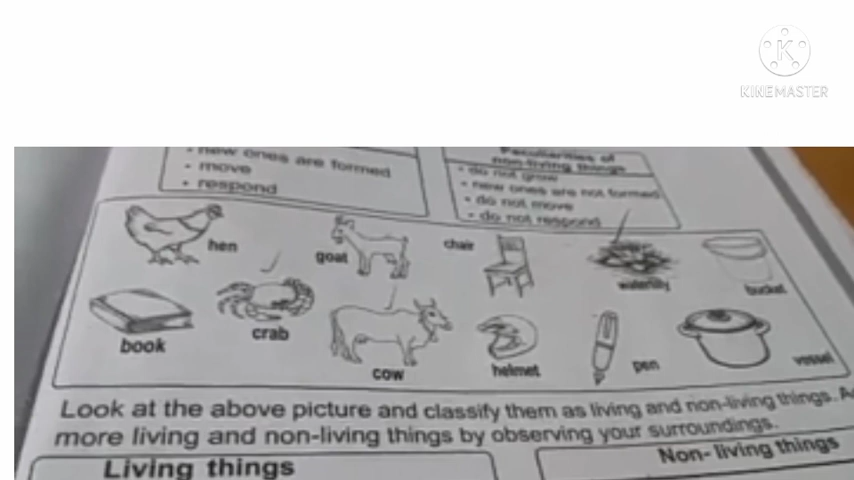 KINEMASTER
• new ones are formed
• move
• respond
Peculiarities of
non-living things
• do not grow
• new ones are not formed
• do not move
• do not respond
hen
goat
chair
waterlily
bucket
book
crab
cow
helmet
pen
vessel
Look at the above picture and classify them as living and non-living things.
more living and non-living things by observing your surroundings.
Living things
Non-living things